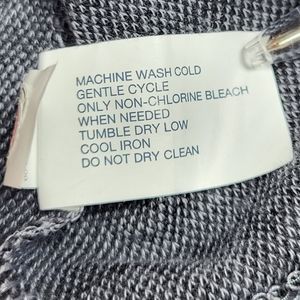 MACHINE WASH COLD
GENTLE CYCLE
ONLY NON-CHLORINE BLEACH
WHEN NEEDED
TUMBLE DRY LOW
COOL IRON
DO NOT DRY CLEAN